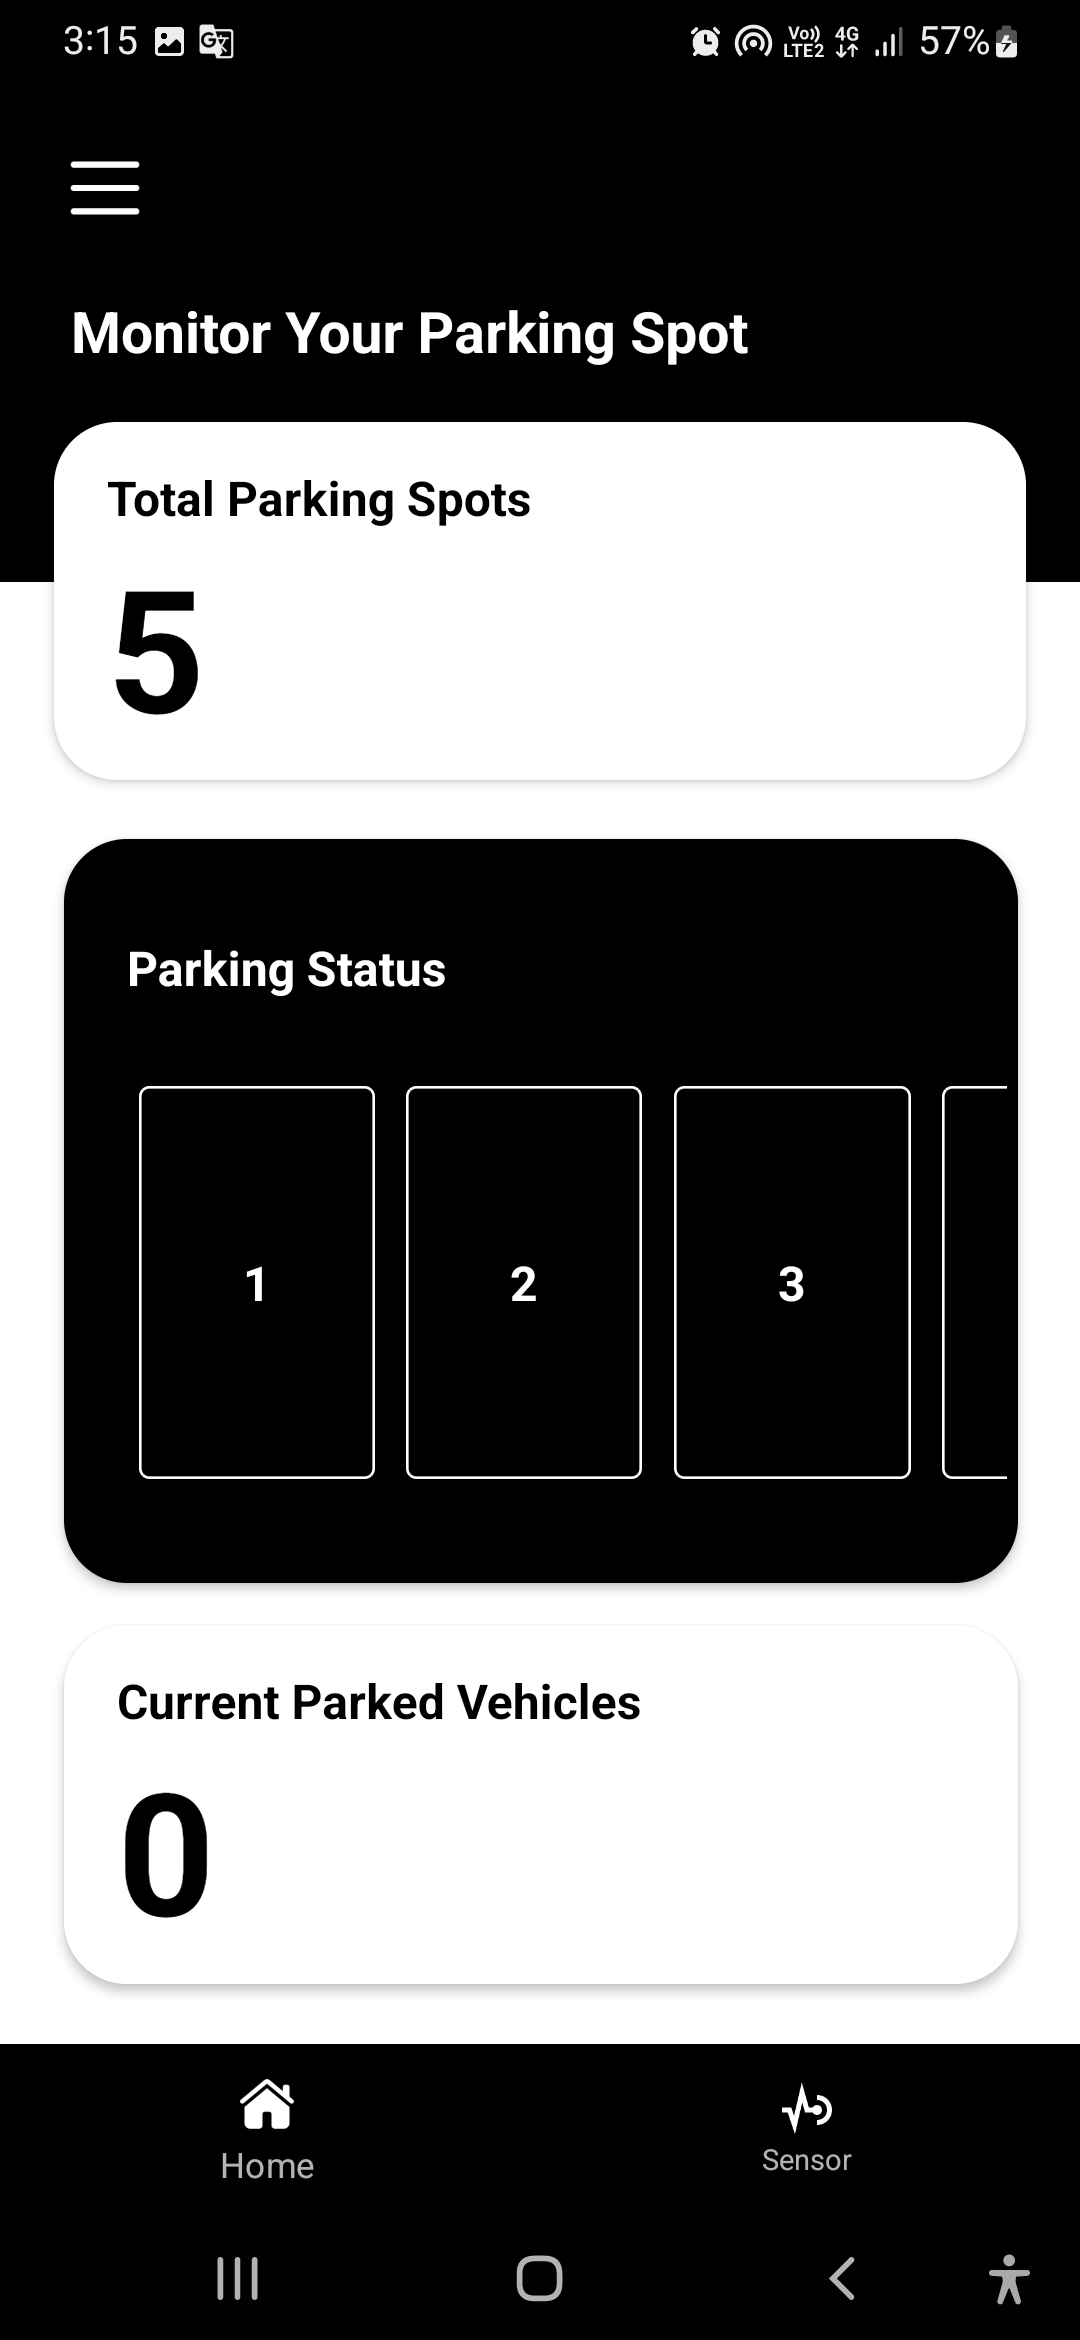 3:15 Vo)) LTE2 4G 57%
Monitor Your Parking Spot
Total Parking Spots
5
Parking Status
1 2 3
Current Parked Vehicles
0
Home Sensor